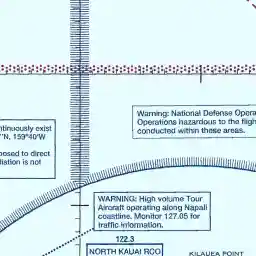 Warning: National Defense Opera
Operations hazardous to the fligh
conducted within these areas.
ntinuously exist
'N, 159°40'W
posed to direct
liation is not
WARNING: High volume Tour
Aircraft operating along Napali
coastline. Monitor 127.05 for
traffic information.
122.3
NORTH KAUAI RCO
KILAUEA POINT